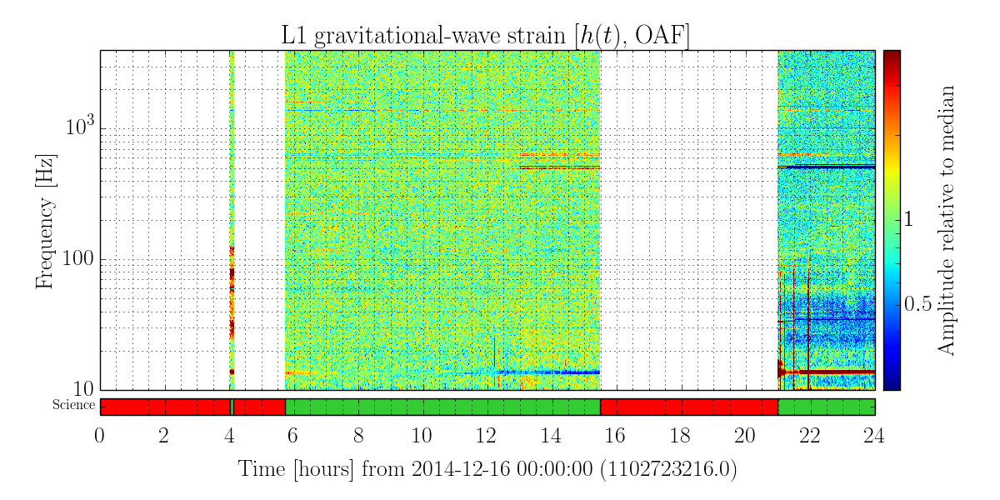 L1 gravitational-wave strain [h(t), OAF]
Frequency [Hz]
10³
100
10
Amplitude relative to median
1
0.5
Science
0 2 4 6 8 10 12 14 16 18 20 22 24
Time [hours] from 2014-12-16 00:00:00 (1102723216.0)